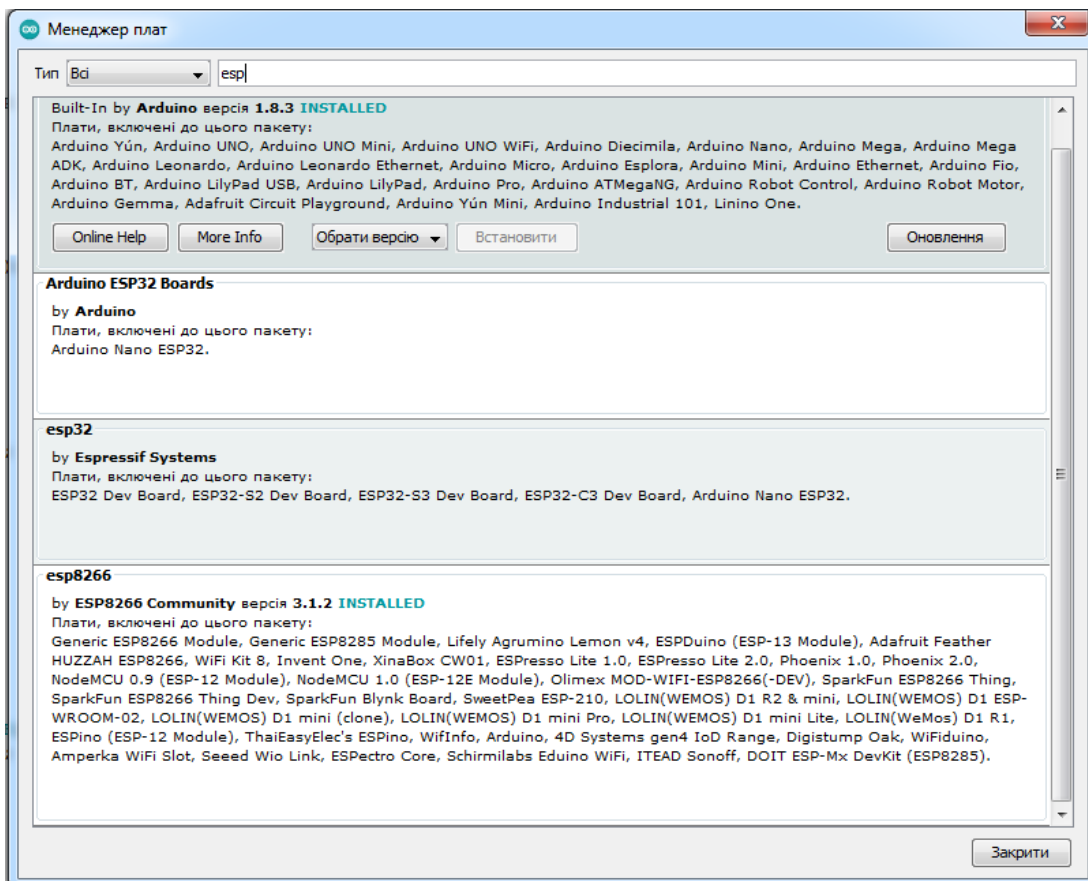 Менеджер плат
Тип Всі esp
Built-In by Arduino версія 1.8.3 INSTALLED
Плати, включені до цього пакету:
Arduino Yún, Arduino UNO, Arduino UNO Mini, Arduino UNO WiFi, Arduino Diecimila, Arduino Nano, Arduino Mega, Arduino Mega
ADK, Arduino Leonardo, Arduino Leonardo Ethernet, Arduino Micro, Arduino Esplora, Arduino Mini, Arduino Ethernet, Arduino Fio,
Arduino BT, Arduino LilyPad USB, Arduino LilyPad, Arduino Pro, Arduino ATMegaNG, Arduino Robot Control, Arduino Robot Motor,
Arduino Gemma, Adafruit Circuit Playground, Arduino Yún Mini, Arduino Industrial 101, Linino One.
Online Help More Info Обрати версію Встановити Оновлення
Arduino ESP32 Boards
by Arduino
Плати, включені до цього пакету:
Arduino Nano ESP32.
esp32
by Espressif Systems
Плати, включені до цього пакету:
ESP32 Dev Board, ESP32-S2 Dev Board, ESP32-S3 Dev Board, ESP32-C3 Dev Board, Arduino Nano ESP32.
esp8266
by ESP8266 Community версія 3.1.2 INSTALLED
Плати, включені до цього пакету:
Generic ESP8266 Module, Generic ESP8285 Module, Lifely Agrumino Lemon v4, ESPDuino (ESP-13 Module), Adafruit Feather
HUZZAH ESP8266, WiFi Kit 8, Invent One, XinaBox CW01, ESPresso Lite 1.0, ESPresso Lite 2.0, Phoenix 1.0, Phoenix 2.0,
NodeMCU 0.9 (ESP-12 Module), NodeMCU 1.0 (ESP-12E Module), Olimex MOD-WIFI-ESP8266(-DEV), SparkFun ESP8266 Thing,
SparkFun ESP8266 Thing Dev, SparkFun Blynk Board, SweetPea ESP-210, LOLIN(WEMOS) D1 R2 & mini, LOLIN(WEMOS) D1 ESP-
WROOM-02, LOLIN(WEMOS) D1 mini (clone), LOLIN(WEMOS) D1 mini Pro, LOLIN(WEMOS) D1 mini Lite, LOLIN(WeMos) D1 R1,
ESPino (ESP-12 Module), ThaiEasyElec's ESPino, WifInfo, Arduino, 4D Systems gen4 IoD Range, Digistump Oak, WiFiduino,
Amperka WiFi Slot, Seeed Wio Link, ESPectro Core, Schirmilabs Eduino WiFi, ITEAD Sonoff, DOIT ESP-Mx DevKit (ESP8285).
Закрити